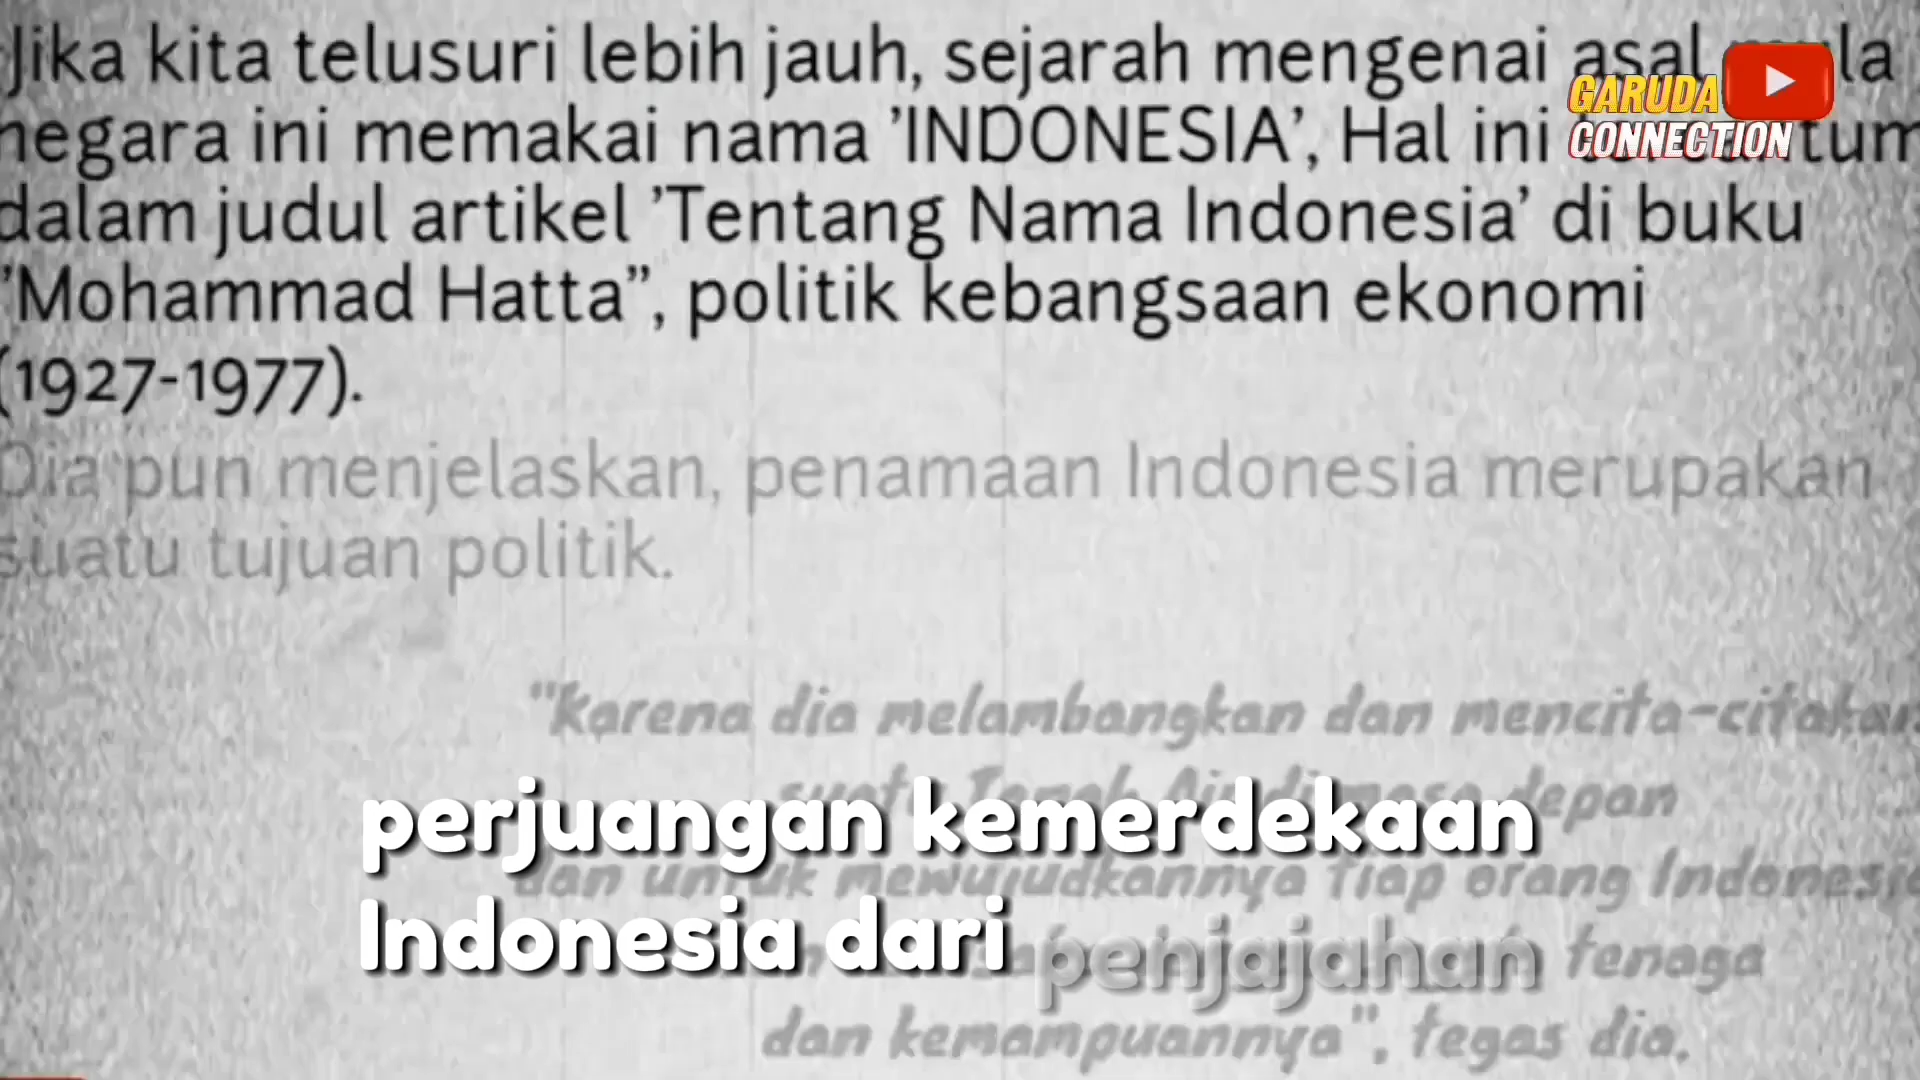 Jika kita telusuri lebih jauh, sejarah mengenai asal
negara ini memakai nama 'INDONESIA', Hal ini
dalam judul artikel 'Tentang Nama Indonesia' di buku
'Mohammad Hatta", politik kebangsaan ekonomi
(1927-1977).
Dia pun menjelaskan, penamaan Indonesia merupakan
suatu tujuan politik.
"Karena dia melambangkan dan mencita-citakan
depan
dan untuk mewujudkannya tiap orang Indonesia
tenaga
dan kemampuannya", tegas dia.
GARUDA
CONNECTION
perjuangan kemerdekaan
Indonesia dari penjajahan